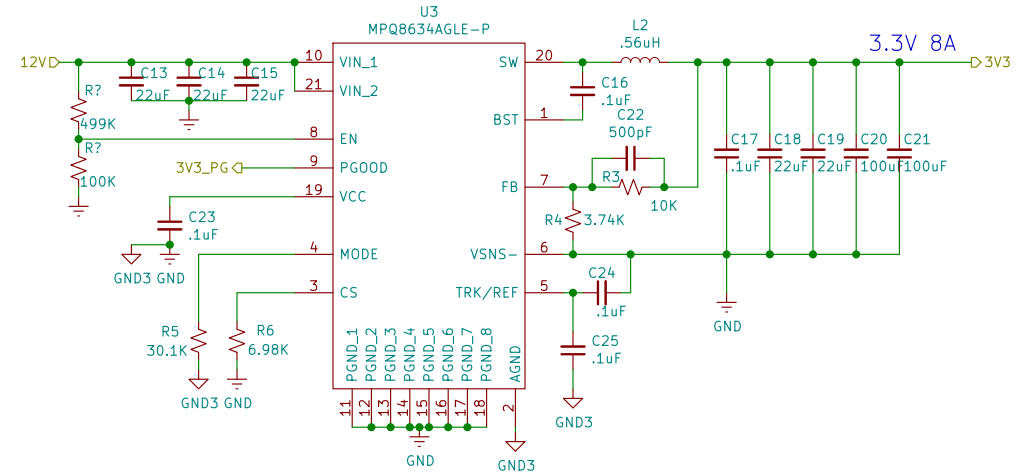 U3
MPQ8634AGLE-P
L2
.56uH
3.3V 8A
12V
10
VIN_1
SW
20
3V3
C13
C14
C15
22uF
22uF
22uF
21
VIN_2
C16
.1uF
R?
499K
BST
1
C22
500pF
8
EN
R?
100K
3V3_PG
9
PGOOD
C17
C18
C19
C20
C21
.1uF
22uF
22uF
100uF
100uF
FB
7
R3
10K
19
VCC
C23
.1uF
R4
3.74K
4
MODE
VSNS-
6
GND3
GND
C24
.1uF
3
CS
TRK/REF
5
GND
R5
30.1K
R6
6.98K
C25
.1uF
PGND_1
PGND_2
PGND_3
PGND_4
PGND_5
PGND_6
PGND_7
PGND_8
AGND
GND3
GND
11
12
13
14
15
16
17
18
2
GND3
GND
GND3